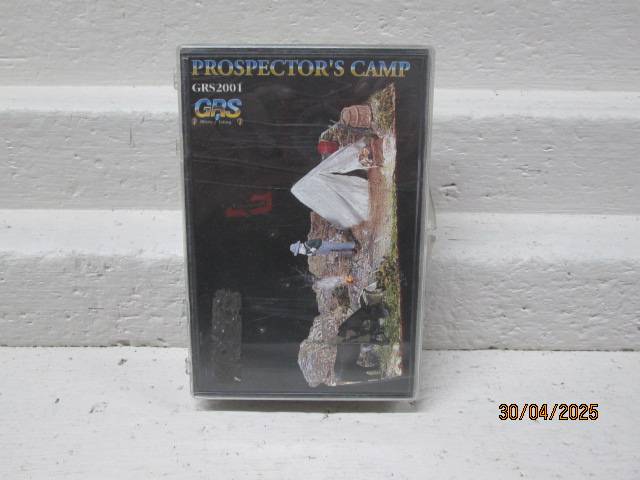 PROSPECTOR'S CAMP
GRS2001
GRS
30/04/2025